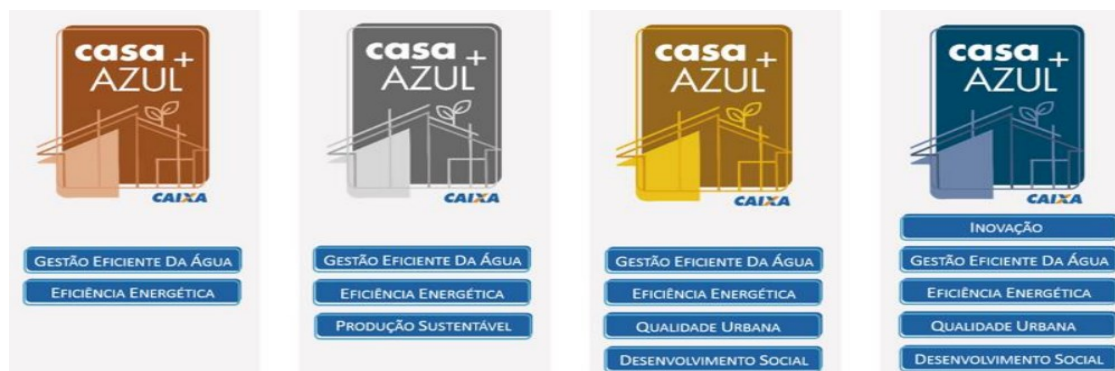 casa +
AZUL
CAIXA
GESTÃO EFICIENTE DA ÁGUA
EFICIÊNCIA ENERGÉTICA
casa +
AZUL
CAIXA
GESTÃO EFICIENTE DA ÁGUA
EFICIÊNCIA ENERGÉTICA
PRODUÇÃO SUSTENTÁVEL
casa +
AZUL
CAIXA
GESTÃO EFICIENTE DA ÁGUA
EFICIÊNCIA ENERGÉTICA
QUALIDADE URBANA
DESENVOLVIMENTO SOCIAL
casa +
AZUL
CAIXA
INOVAÇÃO
GESTÃO EFICIENTE DA ÁGUA
EFICIÊNCIA ENERGÉTICA
QUALIDADE URBANA
DESENVOLVIMENTO SOCIAL